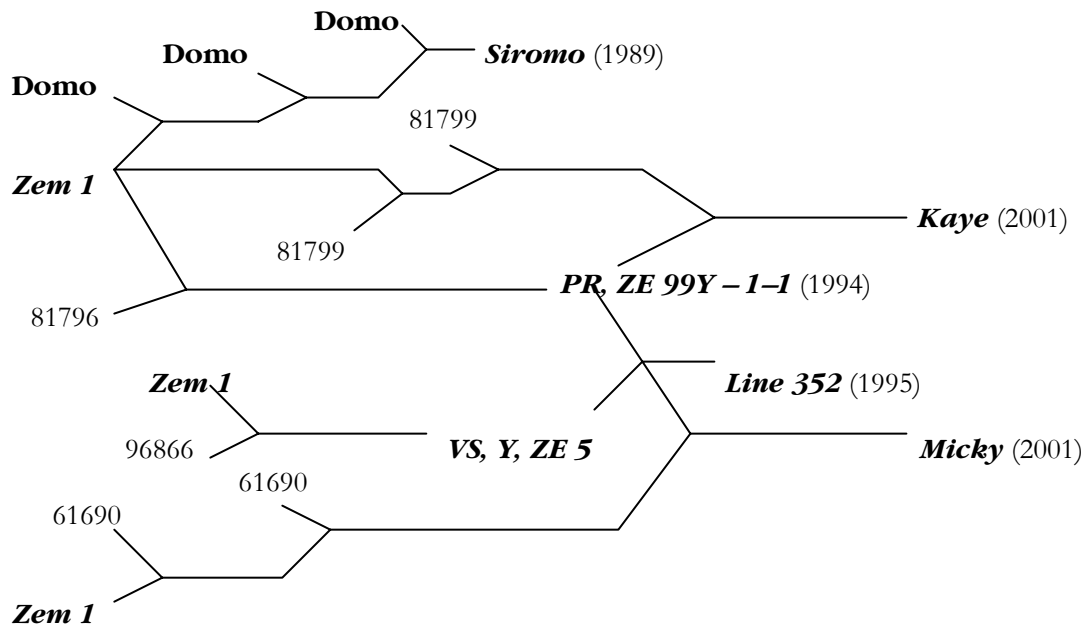 Domo
Siromo (1989)
Domo
Domo
81799
Zem 1
Kaye (2001)
81799
PR, ZE 99Y – 1–1 (1994)
81796
Zem 1
Line 352 (1995)
96866
VS, Y, ZE 5
Micky (2001)
61690
61690
Zem 1